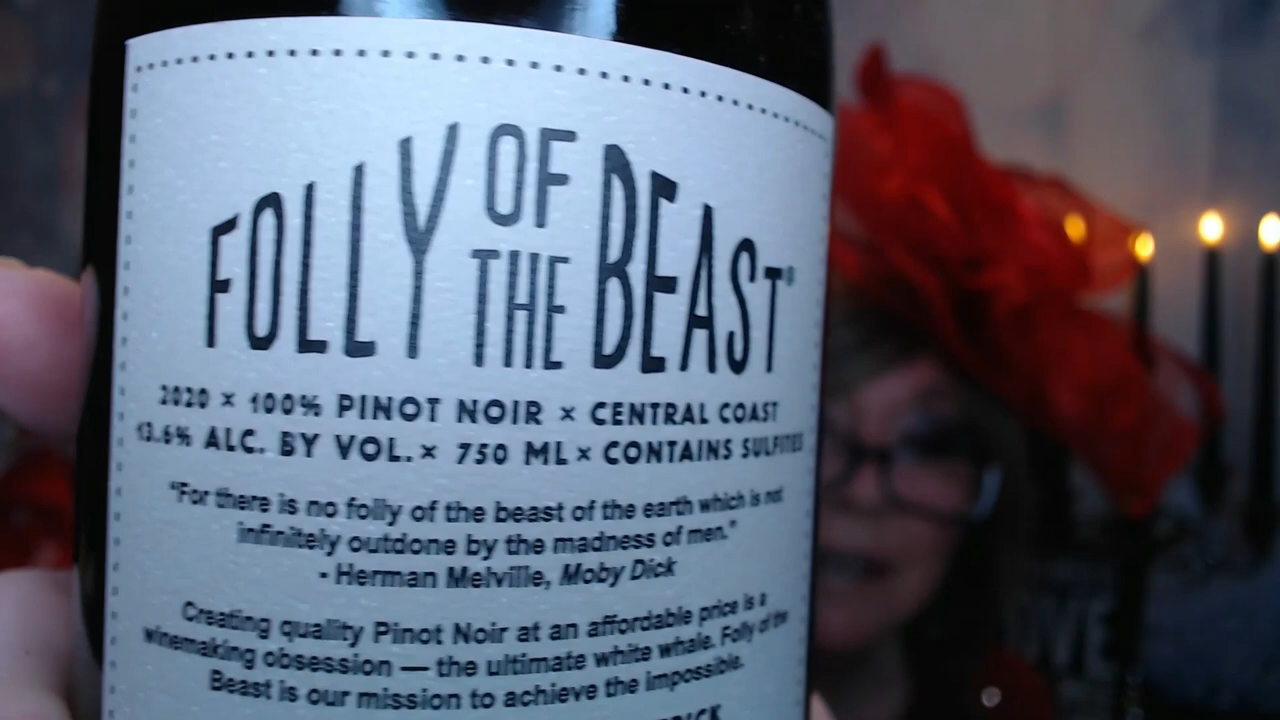 FOLLY OF THE BEAST®
2020 × 100% PINOT NOIR × CENTRAL COAST
13.6% ALC. BY VOL. × 750 ML × CONTAINS SULFITES
"For there is no folly of the beast of the earth which is not
infinitely outdone by the madness of men."
- Herman Melville, Moby Dick
Creating quality Pinot Noir at an affordable price is a
winemaking obsession — the ultimate white whale. Folly of the
Beast is our mission to achieve the impossible.